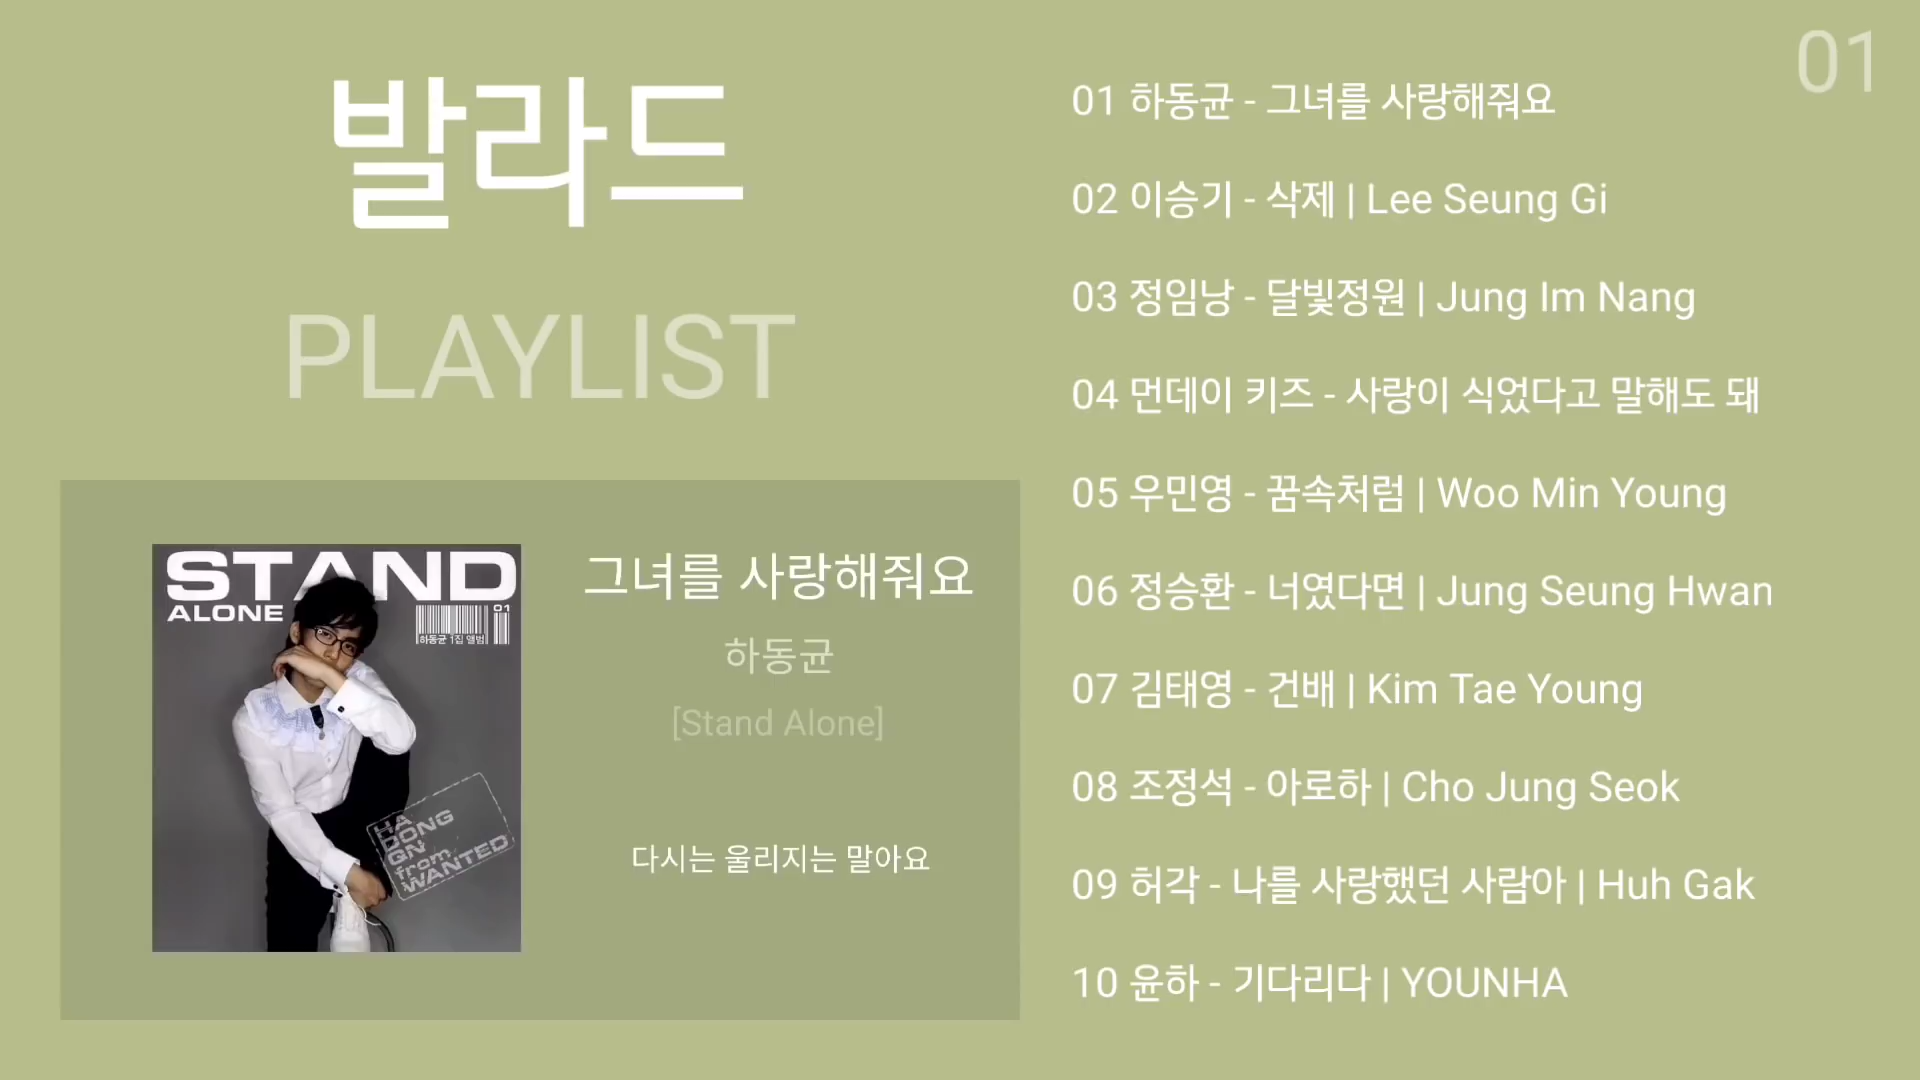 발라드
PLAYLIST
STAND
ALONE
01
하동균 1집 앨범
HA
DONG
GN
from
WANTED
그녀를 사랑해줘요
하동균
[Stand Alone]
다시는 울리지는 말아요
01
01 하동균 - 그녀를 사랑해줘요
02 이승기 - 삭제 | Lee Seung Gi
03 정임낭 - 달빛정원 | Jung Im Nang
04 먼데이 키즈 - 사랑이 식었다고 말해도 돼
05 우민영 - 꿈속처럼 | Woo Min Young
06 정승환 - 너였다면 | Jung Seung Hwan
07 김태영 - 건배 | Kim Tae Young
08 조정석 - 아로하 | Cho Jung Seok
09 허각 - 나를 사랑했던 사람아 | Huh Gak
10 윤하 - 기다리다 | YOUNHA